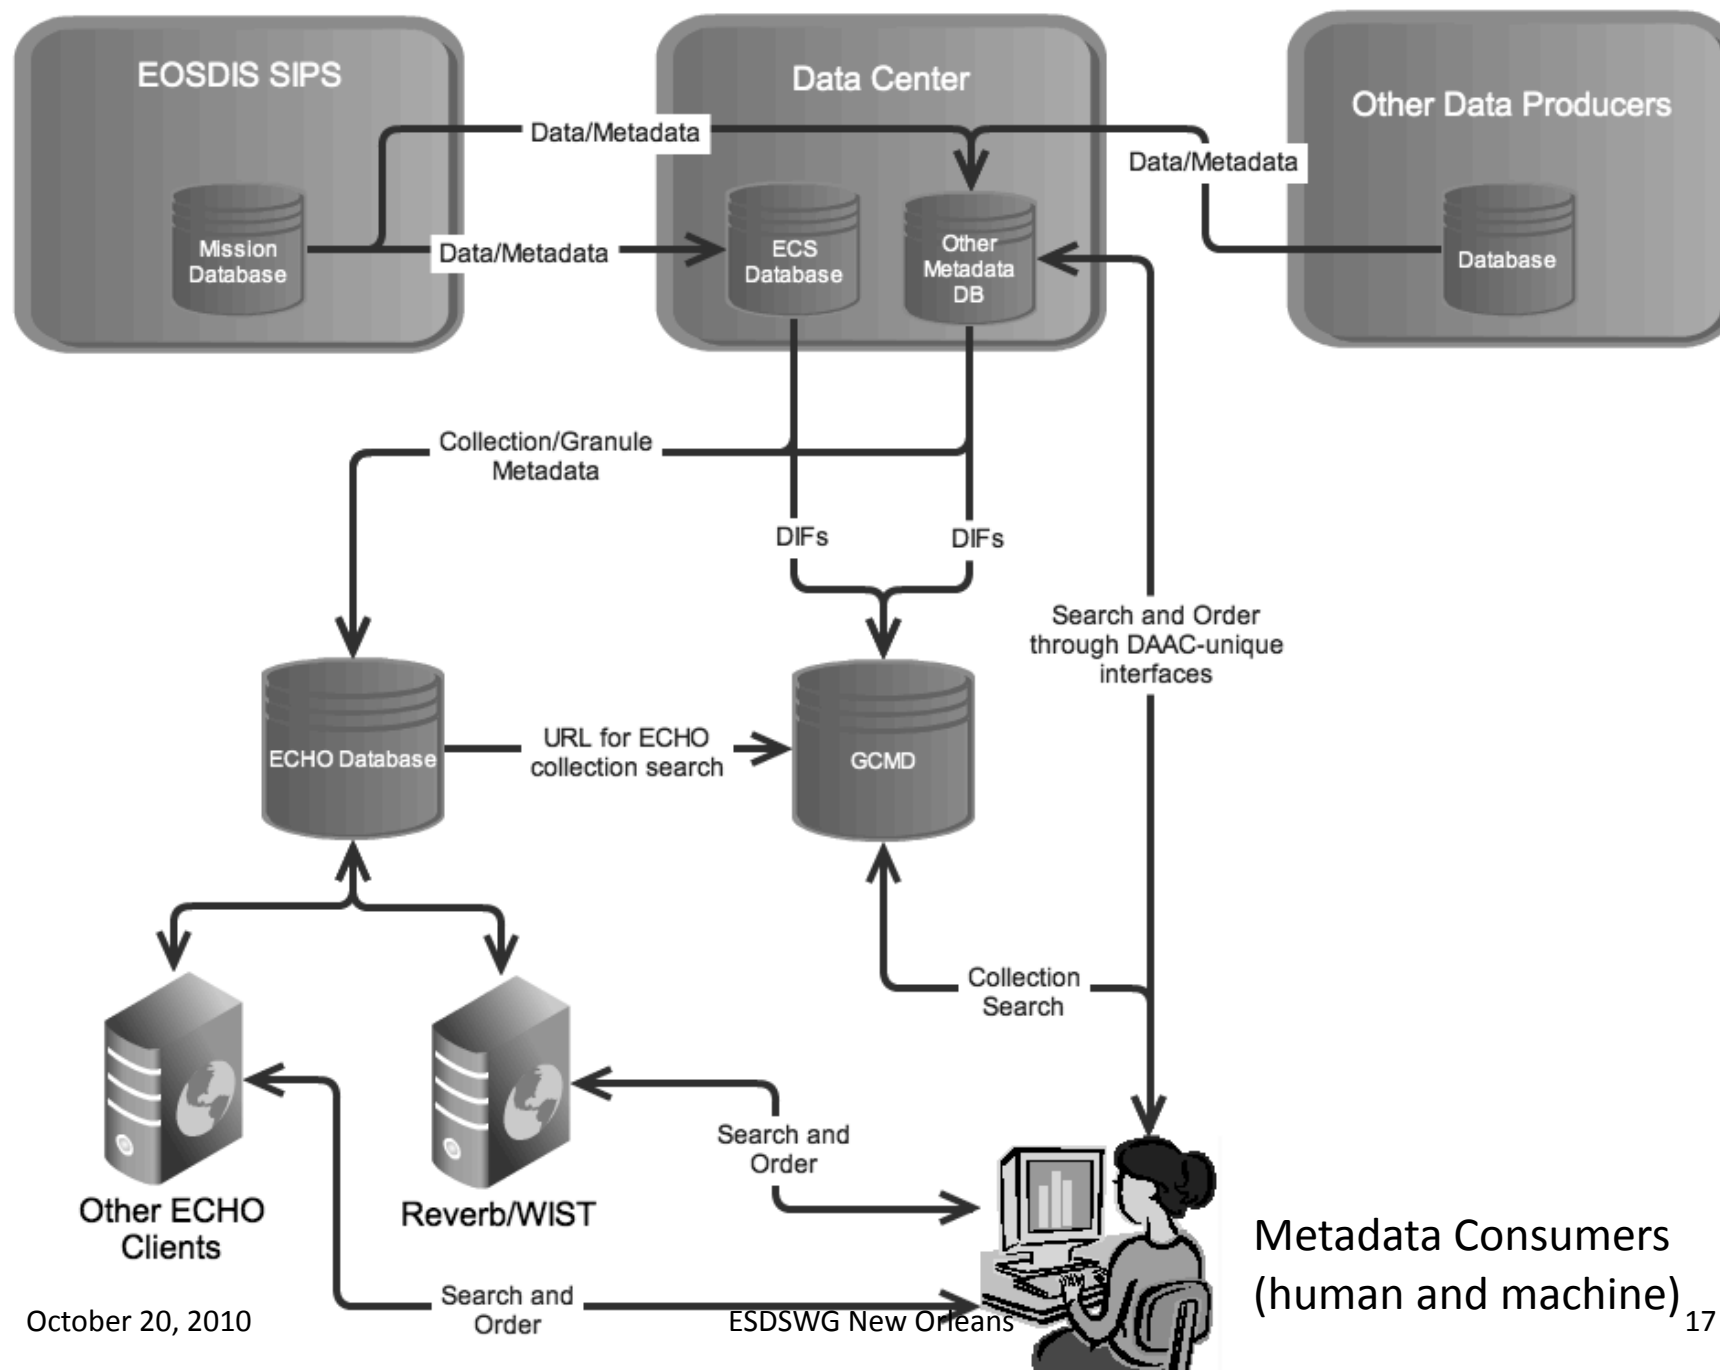 EOSDIS SIPS
Data Center
Other Data Producers
Data/Metadata
Data/Metadata
Mission
Database
Data/Metadata
ECS
Database
Other
Metadata
DB
Database
Collection/Granule
Metadata
DIFs
DIFs
Search and Order
through DAAC-unique
interfaces
ECHO Database
URL for ECHO
collection search
GCMD
Collection
Search
Search and
Order
Other ECHO
Clients
Reverb/WIST
Metadata Consumers
(human and machine)
Search and
Order
October 20, 2010
ESDSWG New Orleans
17